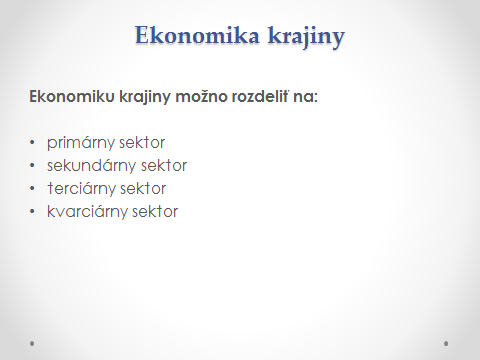 Ekonomika krajiny
Ekonomiku krajiny možno rozdeliť na:
• primárny sektor
• sekundárny sektor
• terciárny sektor
• kvarciárny sektor